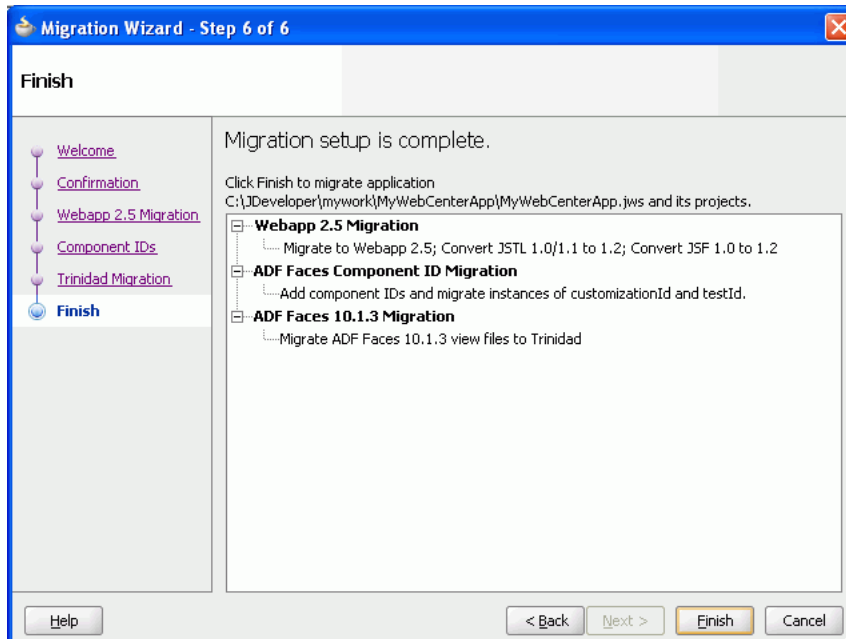 Migration Wizard - Step 6 of 6
Finish
Welcome
Confirmation
Webapp 2.5 Migration
Component IDs
Trinidad Migration
Finish
Migration setup is complete.
Click Finish to migrate application
C:\JDeveloper\mywork\MyWebCenterApp\MyWebCenterApp.jws and its projects.
Webapp 2.5 Migration
Migrate to Webapp 2.5; Convert JSTL 1.0/1.1 to 1.2; Convert JSF 1.0 to 1.2
ADF Faces Component ID Migration
Add component IDs and migrate instances of customizationId and testId.
ADF Faces 10.1.3 Migration
Migrate ADF Faces 10.1.3 view files to Trinidad
Help
< Back
Next >
Finish
Cancel